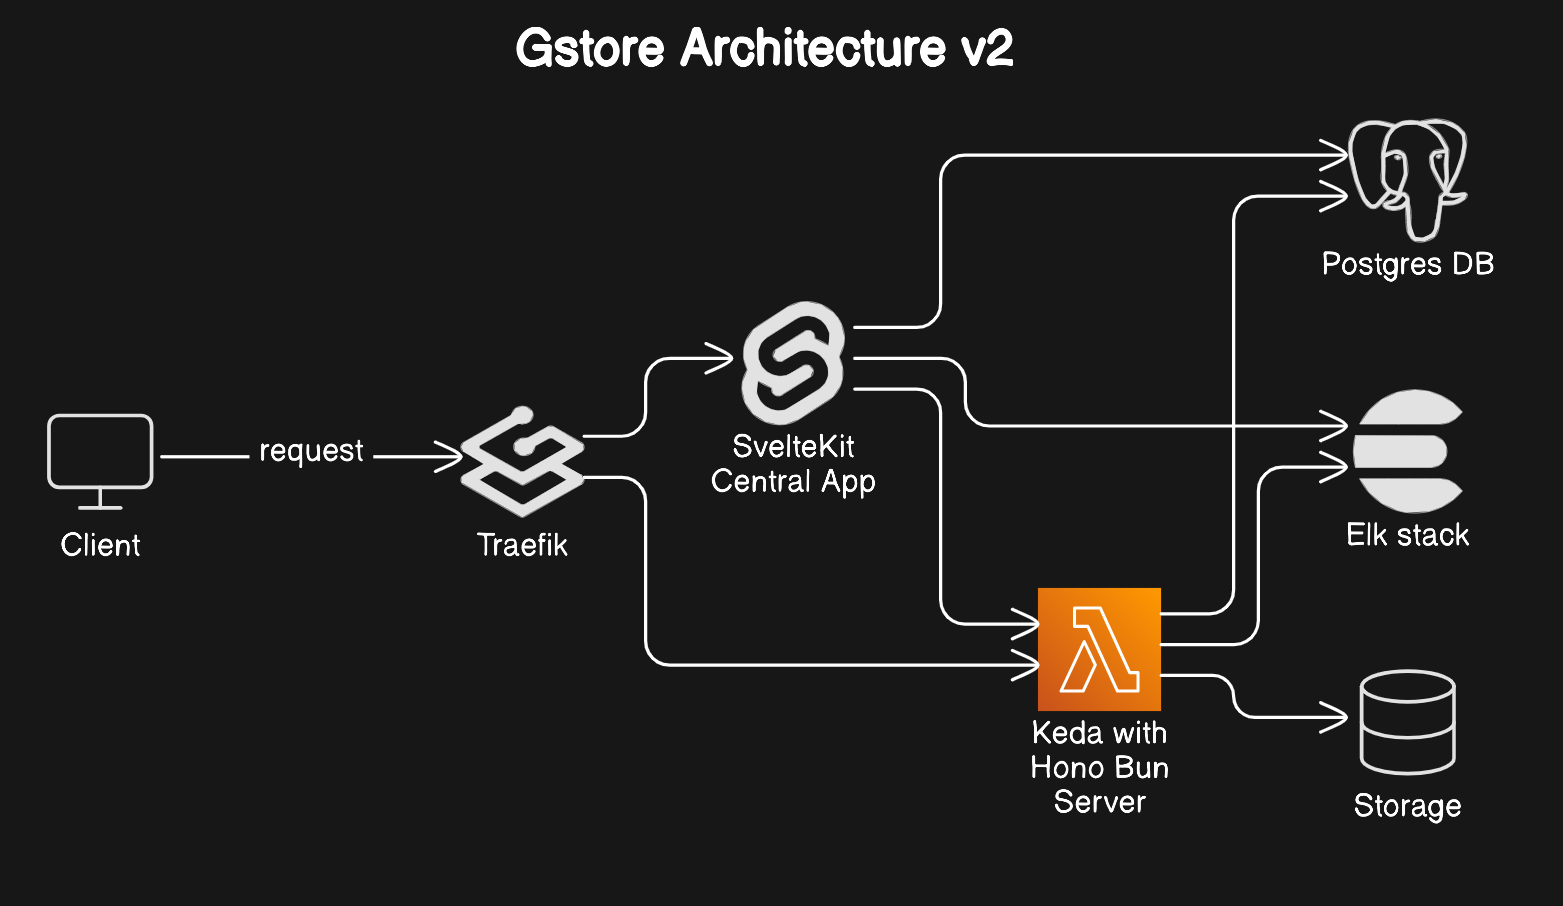 Gstore Architecture v2
Postgres DB
request
SvelteKit
Central App
Client
Traefik
Elk stack
Keda with
Hono Bun
Server
Storage